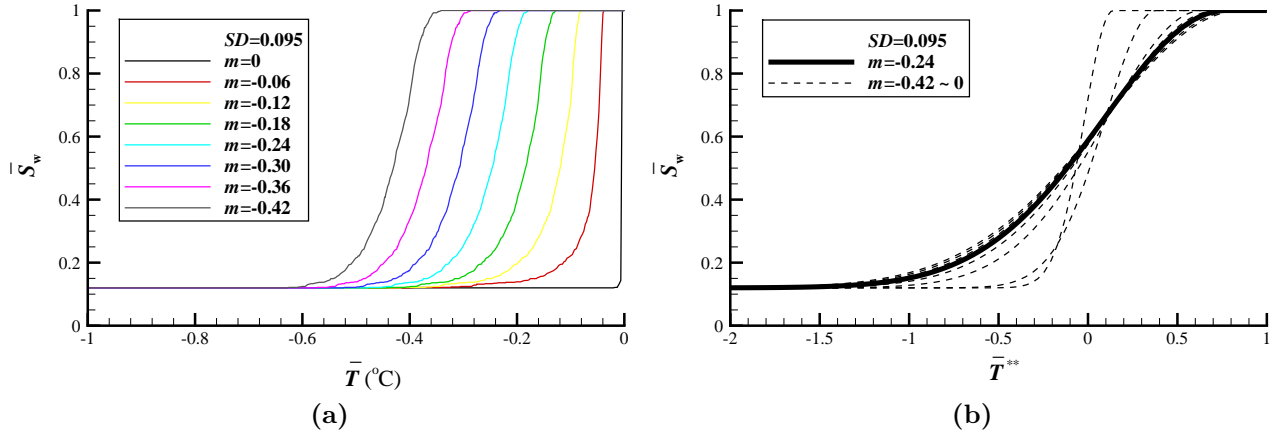 SD=0.095
m=0
m=-0.06
m=-0.12
m=-0.18
m=-0.24
m=-0.30
m=-0.36
m=-0.42
S̅w
1
0.8
0.6
0.4
0.2
0
-1
-0.8
-0.6
-0.4
-0.2
0
T̅ (°C)
(a)
SD=0.095
m=-0.24
m=-0.42 ~ 0
S̅w
1
0.8
0.6
0.4
0.2
0
-2
-1.5
-1
-0.5
0
0.5
1
T̅**
(b)